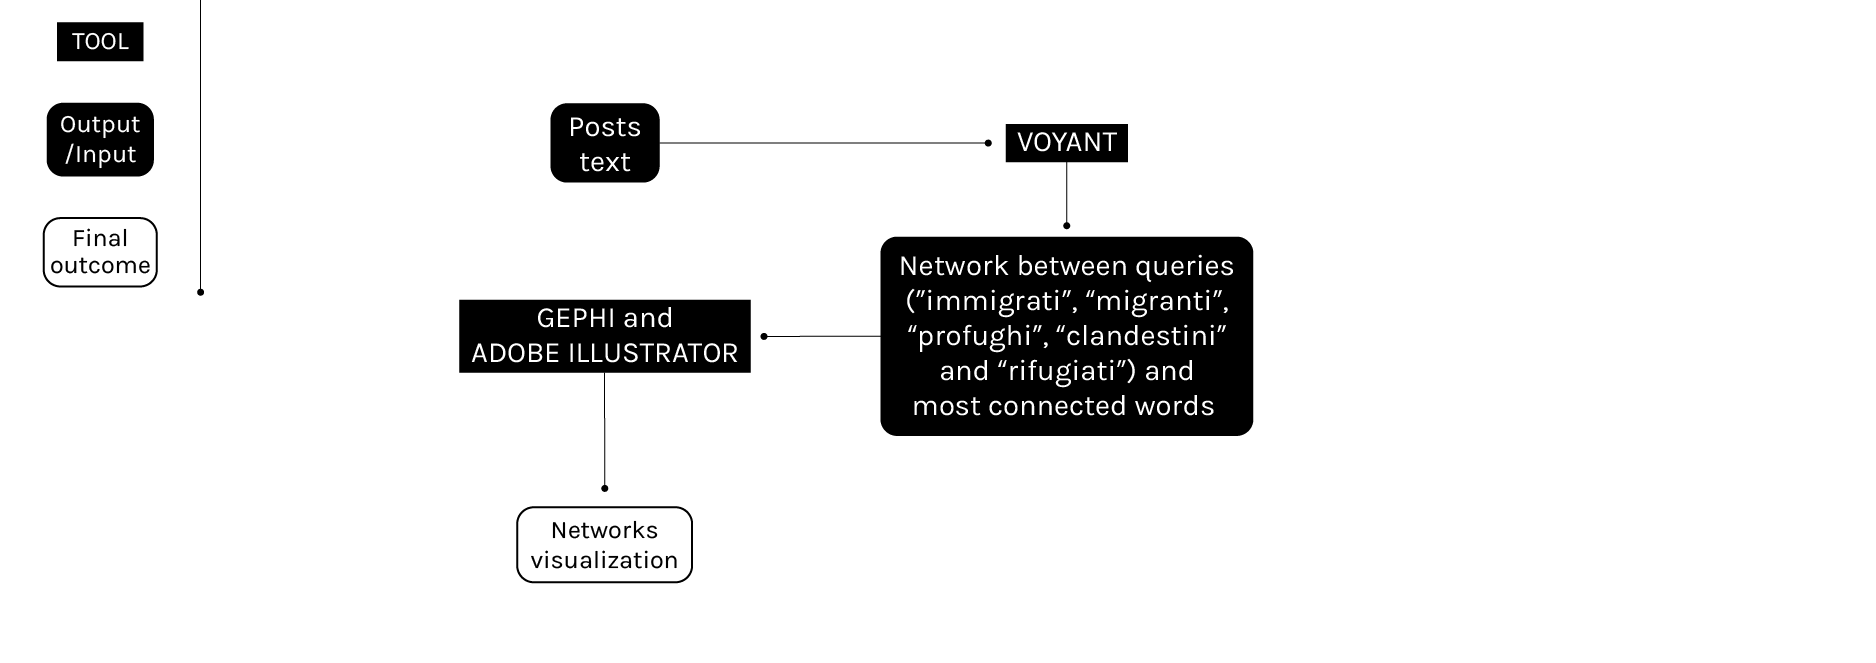 TOOL
Output
/Input
Final
outcome
Posts
text
VOYANT
Network between queries
(”immigrati”, “migranti”,
“profughi”, “clandestini”
and “rifugiati”) and
most connected words
GEPHI and
ADOBE ILLUSTRATOR
Networks
visualization